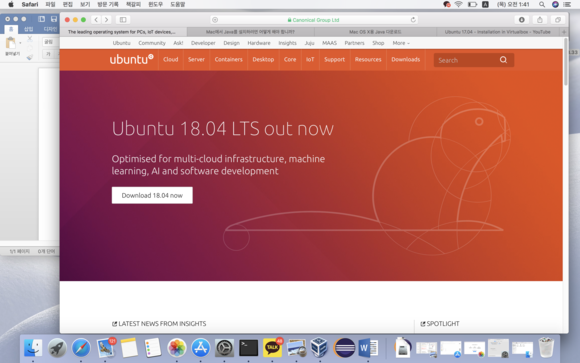 Safari 파일 편집 보기 방문 기록 책갈피 윈도우 도움말 (목) 오전 1:41
Canonical Group Ltd
The leading operating system for PCs, IoT devices,...
Mac에서 Java를 설치하려면 어떻게 해야 합니까?
Mac OS X용 Java 다운로드
Ubuntu 17.04 - Installation in Virtualbox - YouTube
Ubuntu Community Ask! Developer Design Hardware Insights Juju MAAS Partners Shop More
ubuntu Cloud Server Containers Desktop Core IoT Support Resources Downloads Search
홈 삽입 디자인
붙여넣기
Ubuntu 18.04 LTS out now
Optimised for multi-cloud infrastructure, machine
learning, AI and software development
Download 18.04 now
LATEST NEWS FROM INSIGHTS
SPOTLIGHT
TALK